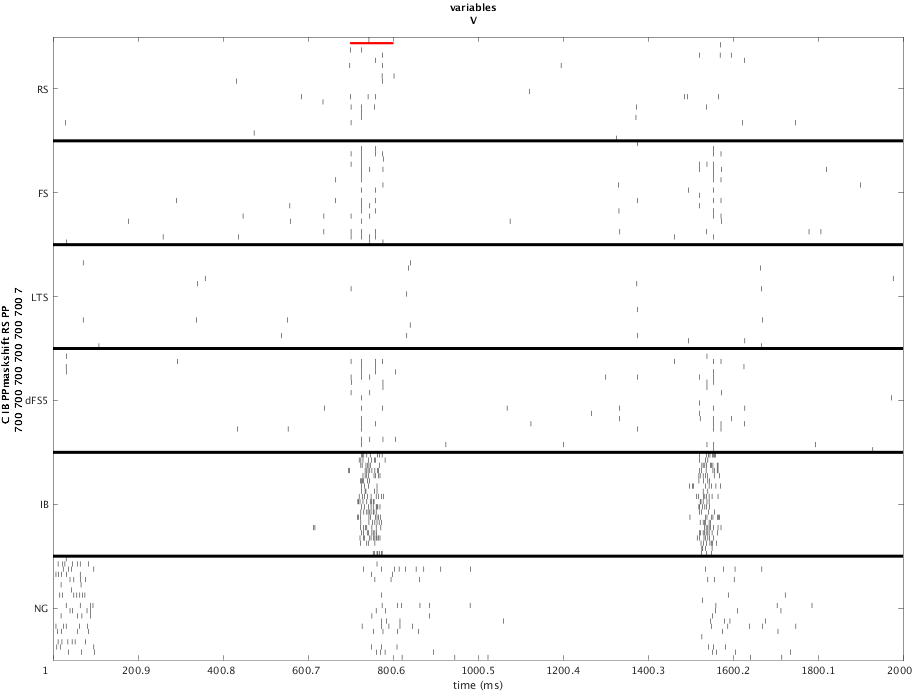 variables
V
RS
FS
LTS
dFS5
IB
NG
C IB PPmaskshift RS PP
700 700 700 700 700 700 7
1
200.9
400.8
600.7
800.6
1000.5
1200.4
1400.3
1600.2
1800.1
2000
time (ms)